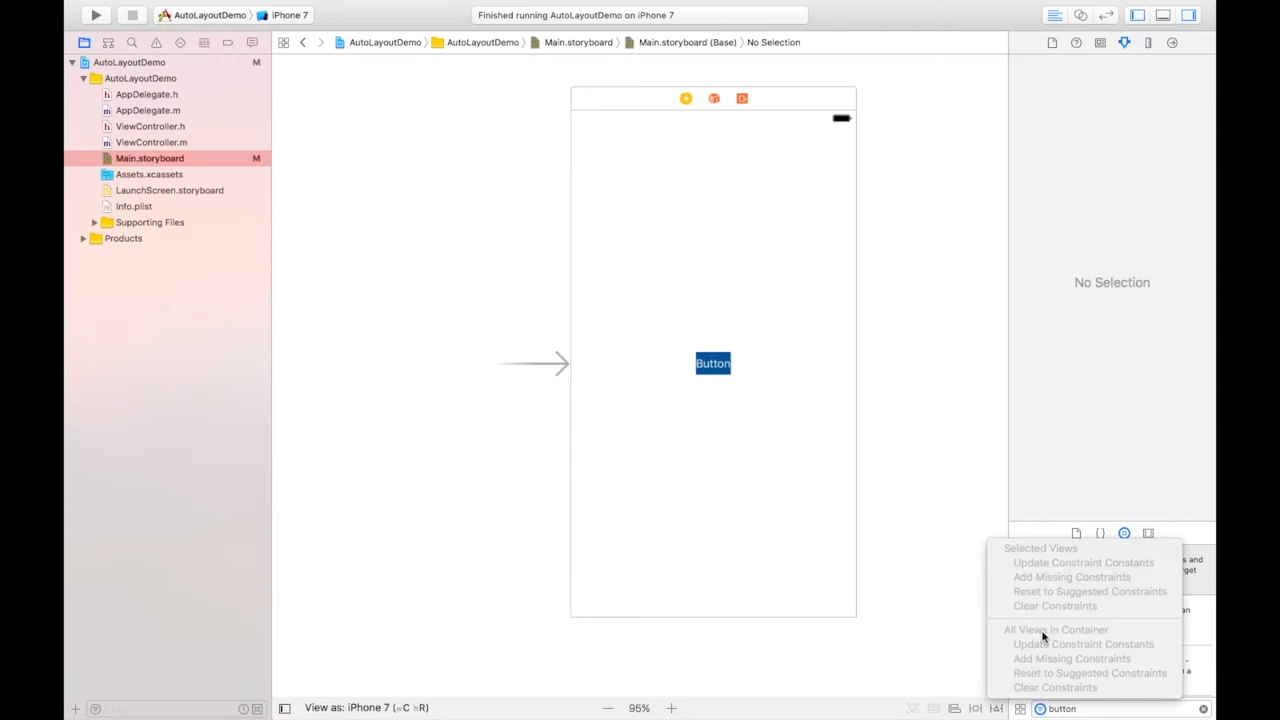 AutoLayoutDemo
iPhone 7
Finished running AutoLayoutDemo on iPhone 7
AutoLayoutDemo
AutoLayoutDemo
Main.storyboard
Main.storyboard (Base)
No Selection
AutoLayoutDemo M
AutoLayoutDemo
h AppDelegate.h
m AppDelegate.m
h ViewController.h
m ViewController.m
Main.storyboard M
Assets.xcassets
LaunchScreen.storyboard
Info.plist
Supporting Files
Products
Button
No Selection
{ }
Selected Views
Update Constraint Constants
Add Missing Constraints
Reset to Suggested Constraints
Clear Constraints
All Views in Container
Update Constraint Constants
Add Missing Constraints
Reset to Suggested Constraints
Clear Constraints
View as: iPhone 7 (wC hR)
95%
button